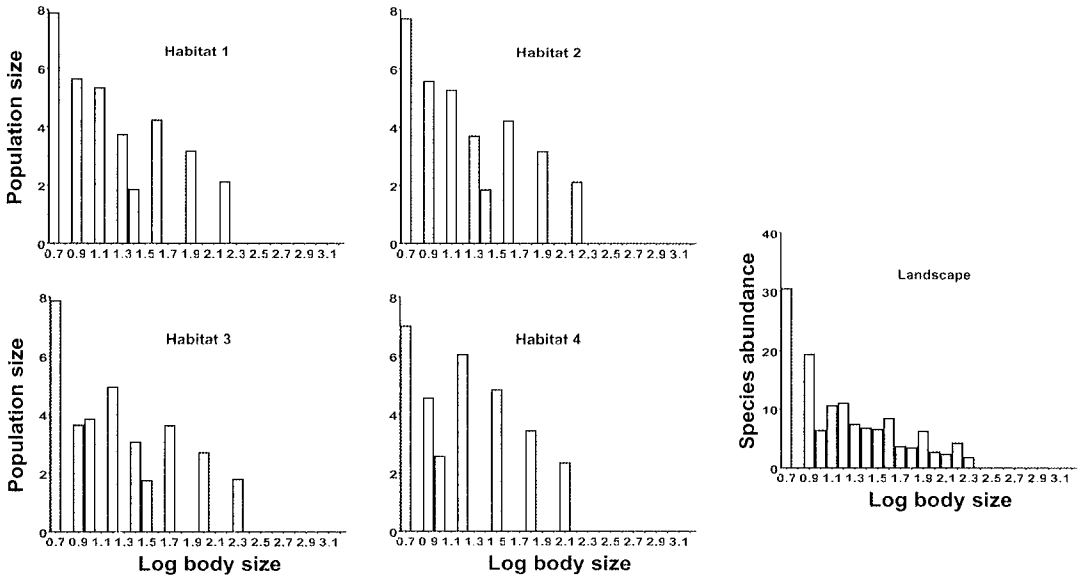 Population size
8
6
4
2
0
Habitat 1
0.7 0.9 1.1 1.3 1.5 1.7 1.9 2.1 2.3 2.5 2.7 2.9 3.1
8
6
4
2
0
Habitat 2
0.7 0.9 1.1 1.3 1.5 1.7 1.9 2.1 2.3 2.5 2.7 2.9 3.1
Population size
8
6
4
2
0
Habitat 3
0.7 0.9 1.1 1.3 1.5 1.7 1.9 2.1 2.3 2.5 2.7 2.9 3.1
Log body size
8
6
4
2
0
Habitat 4
0.7 0 9 1.1 1.3 1.5 1.7 1.9 2.1 2.3 2.5 2.7 2.9 3.1
Log body size
Species abundance
40
30
20
10
0
Landscape
0.7 0.9 1.1 1.3 1.5 1.7 1.9 2.1 2.3 2.5 2.7 2.9 3.1
Log body size